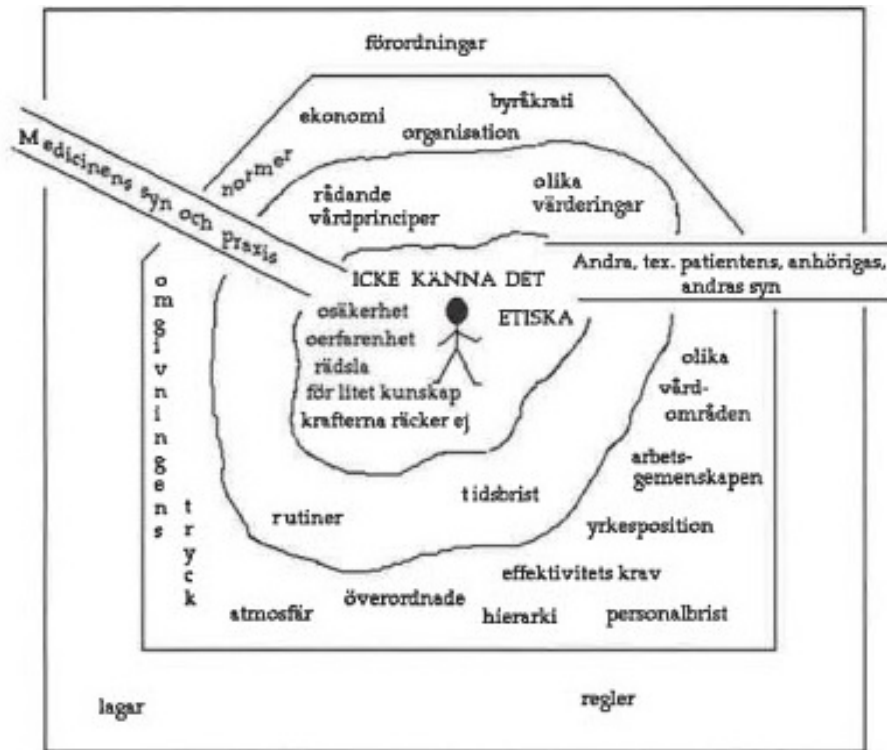 förordningar
byråkrati
ekonomi
organisation
normer
Medicinens syn och praxis
rådande
vårdprinciper
olika
värderingar
Andra, tex. patientens, anhörigas,
andras syn
ICKE KÄNNA DET
ETISKA
osäkerhet
oerfarenhet
rädsla
för litet kunskap
krafterna räcker ej
omgivningens
tryck
olika
vård-
områden
arbets-
gemenskapen
tidsbrist
rutiner
yrkesposition
effektivitets krav
överordnade
atmosfär
hierarki
personalbrist
lagar
regler